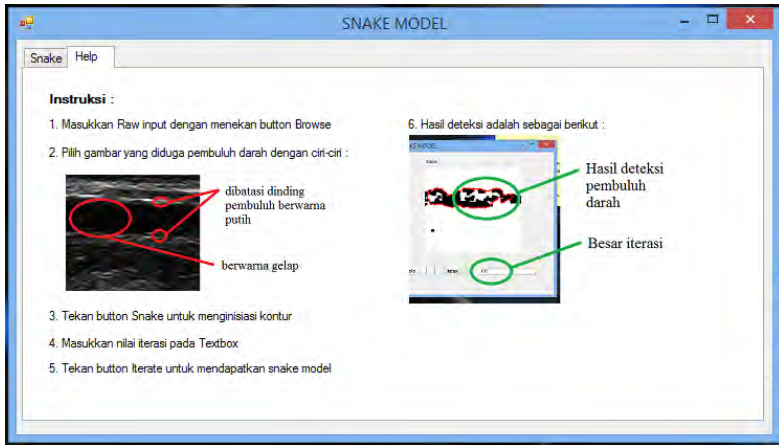 SNAKE MODEL
Snake
Help
Instruksi :
1. Masukkan Raw input dengan menekan button Browse
2. Pilih gambar yang diduga pembuluh darah dengan ciri-ciri :
dibatasi dinding
pembuluh berwarna
putih
berwarna gelap
3. Tekan button Snake untuk menginisiasi kontur
4. Masukkan nilai iterasi pada Textbox
5. Tekan button Iterate untuk mendapatkan snake model
6. Hasil deteksi adalah sebagai berikut :
Hasil deteksi
pembuluh
darah
Besar iterasi